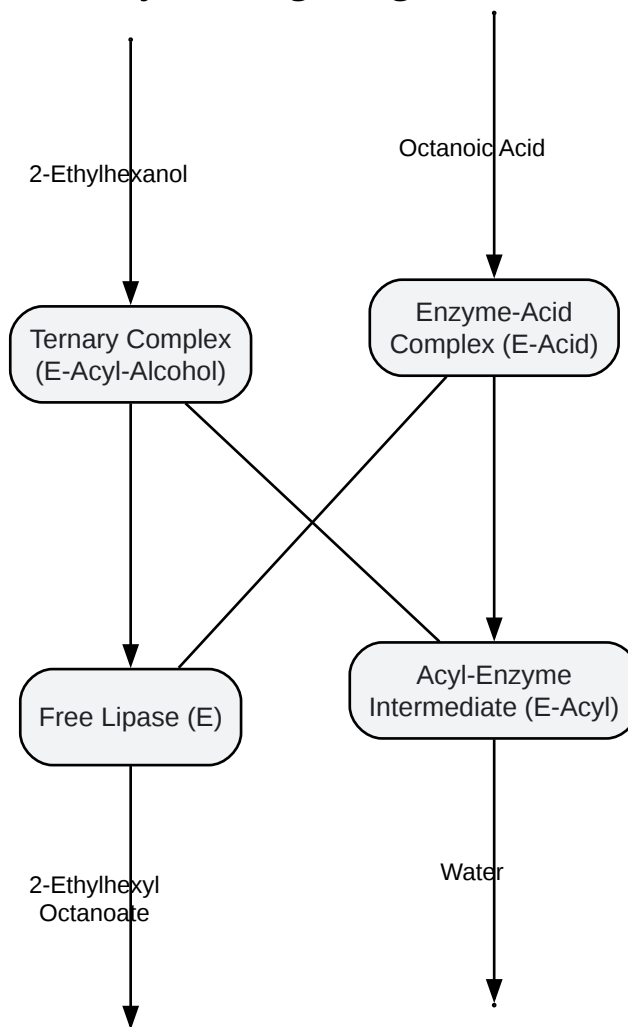 2-Ethylhexanol
Octanoic Acid
Ternary Complex
(E-Acyl-Alcohol)
Enzyme-Acid
Complex (E-Acid)
Free Lipase (E)
Acyl-Enzyme
Intermediate (E-Acyl)
2-Ethylhexyl
Octanoate
Water